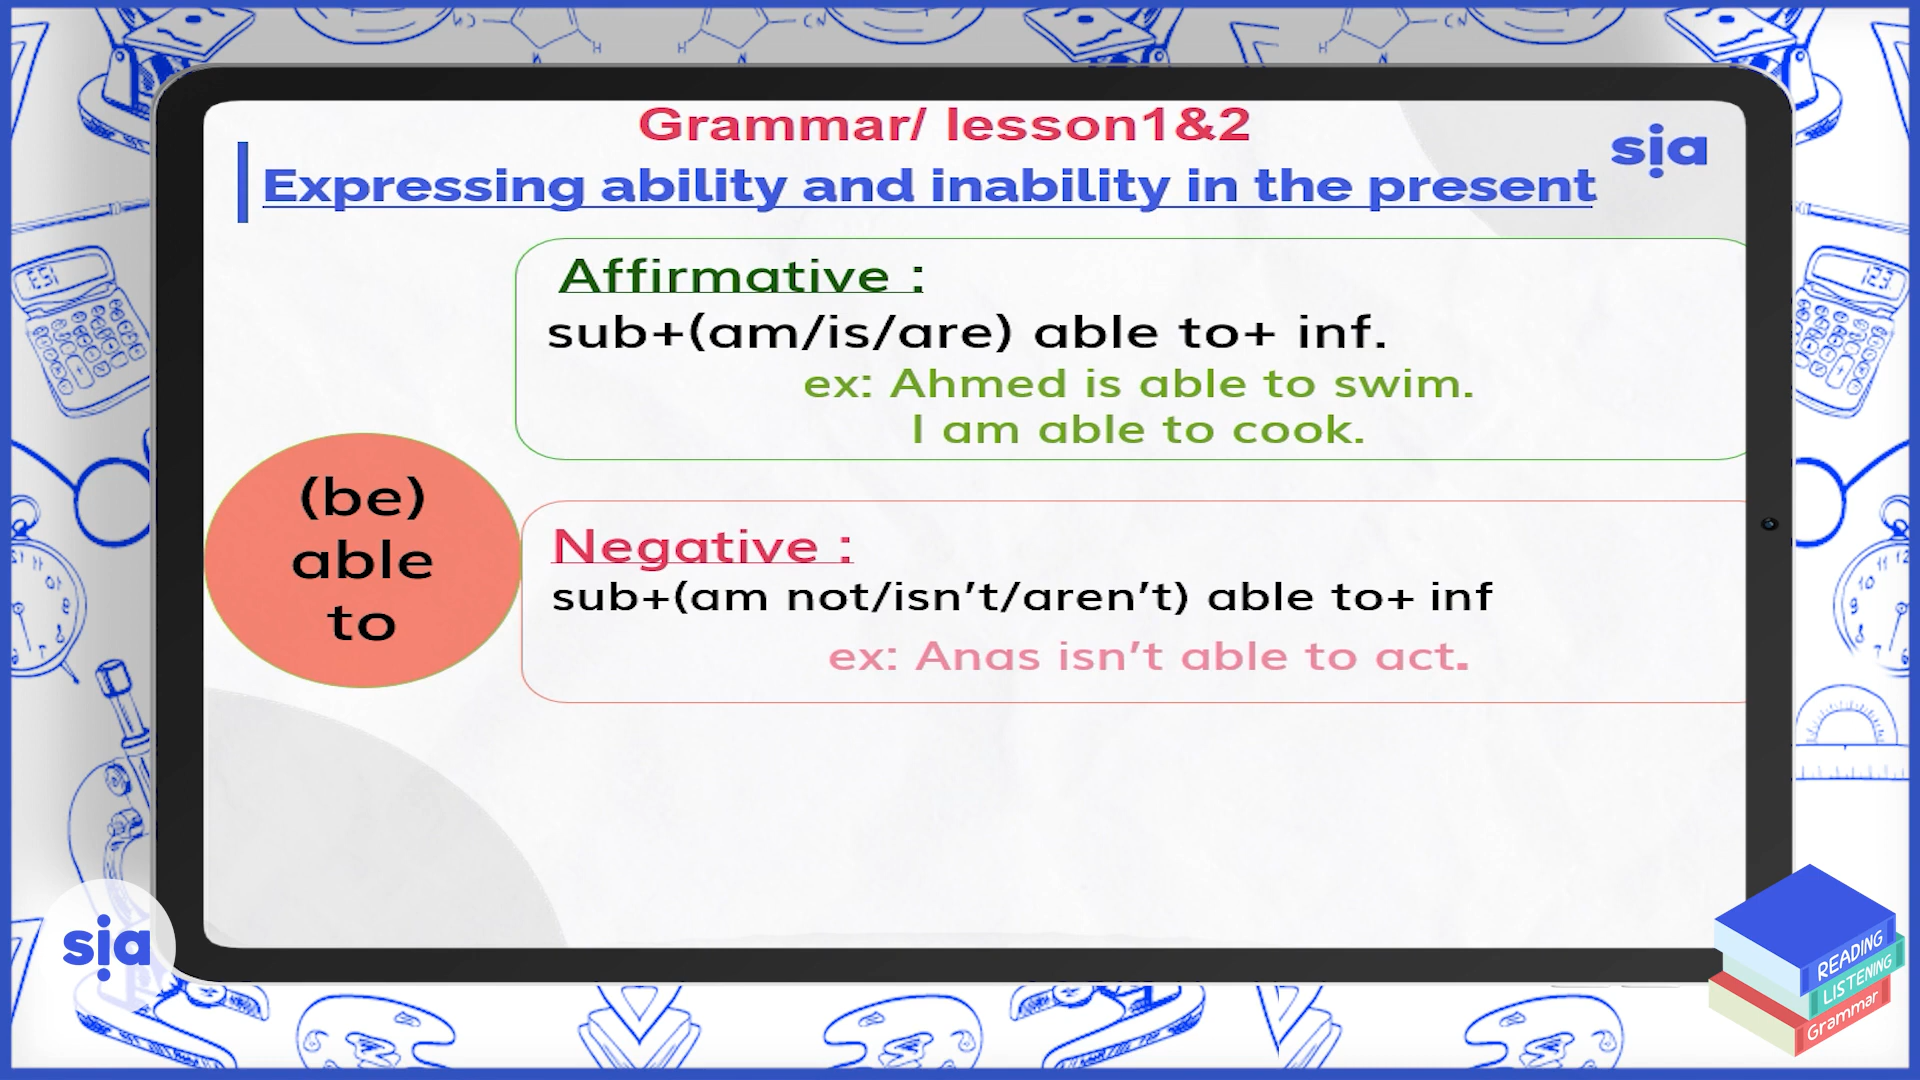 Grammar/ lesson1&2
sia
Expressing ability and inability in the present
Affirmative :
sub+(am/is/are) able to+ inf.
ex: Ahmed is able to swim.
I am able to cook.
(be)
able
to
Negative :
sub+(am not/isn’t/aren’t) able to+ inf
ex: Anas isn’t able to act.
sia
READING
LISTENING
Grammar